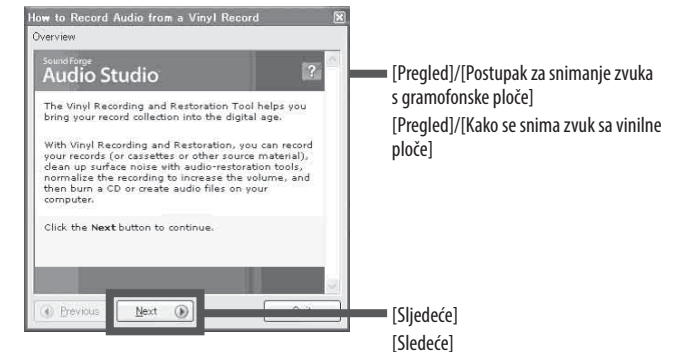 How to Record Audio from a Vinyl Record
Overview
Sound Forge
Audio Studio
?
The Vinyl Recording and Restoration Tool helps you
bring your record collection into the digital age.
With Vinyl Recording and Restoration, you can record
your records (or cassettes or other source material),
clean up surface noise with audio-restoration tools,
normalize the recording to increase the volume, and
then burn a CD or create audio files on your
computer.
Click the Next button to continue.
Previous
Next
[Pregled]/[Postupak za snimanje zvuka
s gramofonske ploče]
[Pregled]/[Kako se snima zvuk sa vinilne
ploče]
[Sljedeće]
[Sledeće]